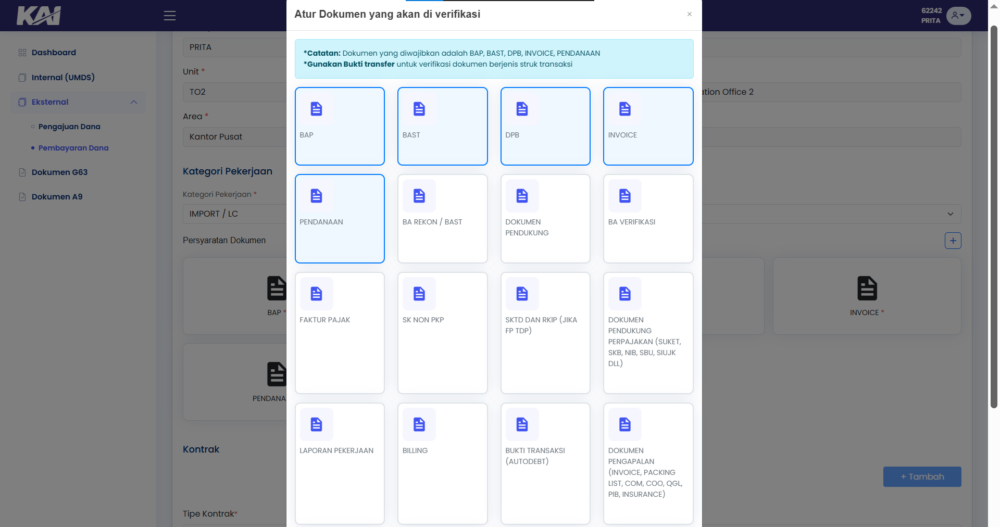 KAI
62242
PRITA
Dashboard
Internal (UMDS)
Eksternal
Pengajuan Dana
Pembayaran Dana
Dokumen G63
Dokumen A9
PRITA
Unit *
TO2
ation Office 2
Area *
Kantor Pusat
Kategori Pekerjaan
Kategori Pekerjaan *
IMPORT / LC
Persyaratan Dokumen
+
BAP *
INVOICE *
PENDANA
Kontrak
+ Tambah
Tipe Kontrak*
Atur Dokumen yang akan di verifikasi
×
*Catatan: Dokumen yang diwajibkan adalah BAP, BAST, DPB, INVOICE, PENDANAAN
*Gunakan Bukti transfer untuk verifikasi dokumen berjenis struk transaksi
BAP
BAST
DPB
INVOICE
PENDANAAN
BA REKON / BAST
DOKUMEN
PENDUKUNG
BA VERIFIKASI
FAKTUR PAJAK
SK NON PKP
SKTD DAN RKIP (JIKA
FP TDP)
DOKUMEN
PENDUKUNG
PERPAJAKAN (SUKET,
SKB, NIB, SBU, SIUJK
DLL)
LAPORAN PEKERJAAN
BILLING
BUKTI TRANSAKSI
(AUTODEBT)
DOKUMEN
PENGAPALAN
(INVOICE, PACKING
LIST, COM, COO, QGL,
PIB, INSURANCE)